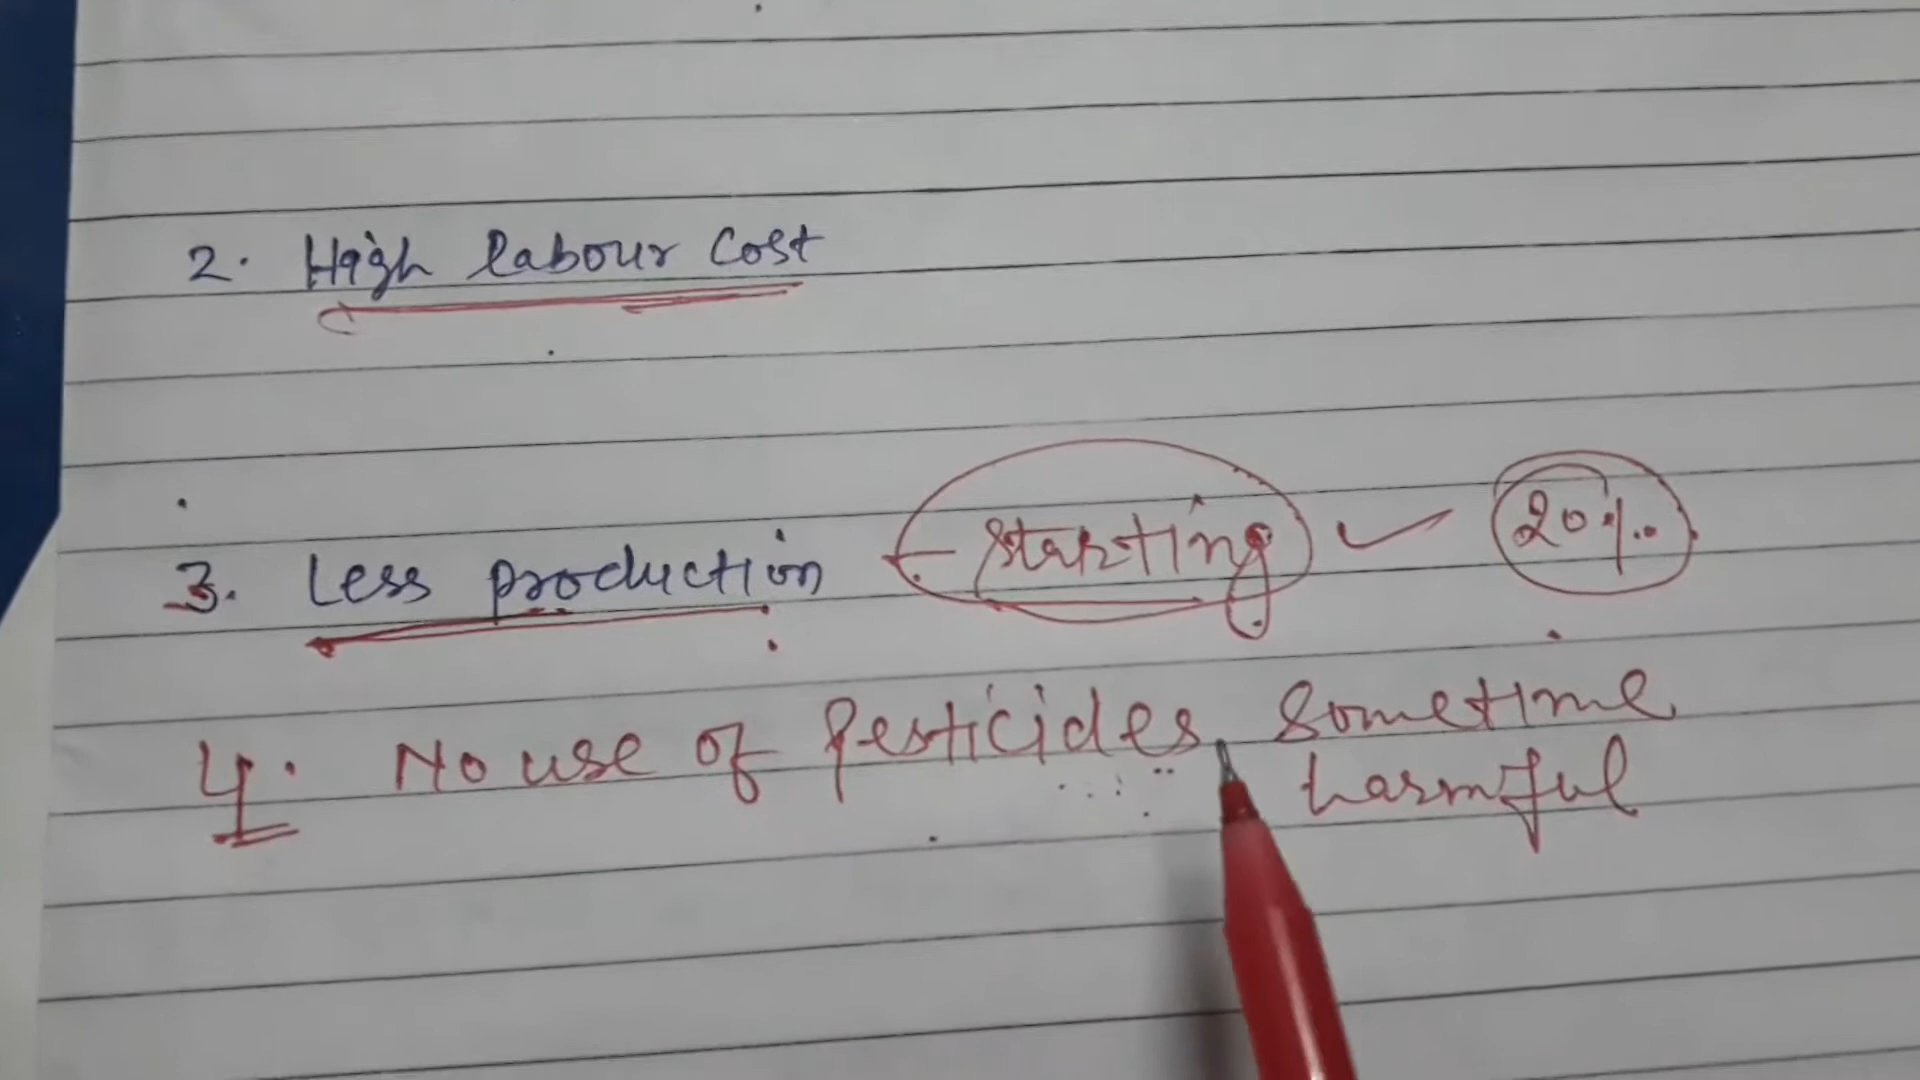 2. High labour cost
3. Less production ← starting ✓ 20%
4. No use of Pesticides sometime
harmful